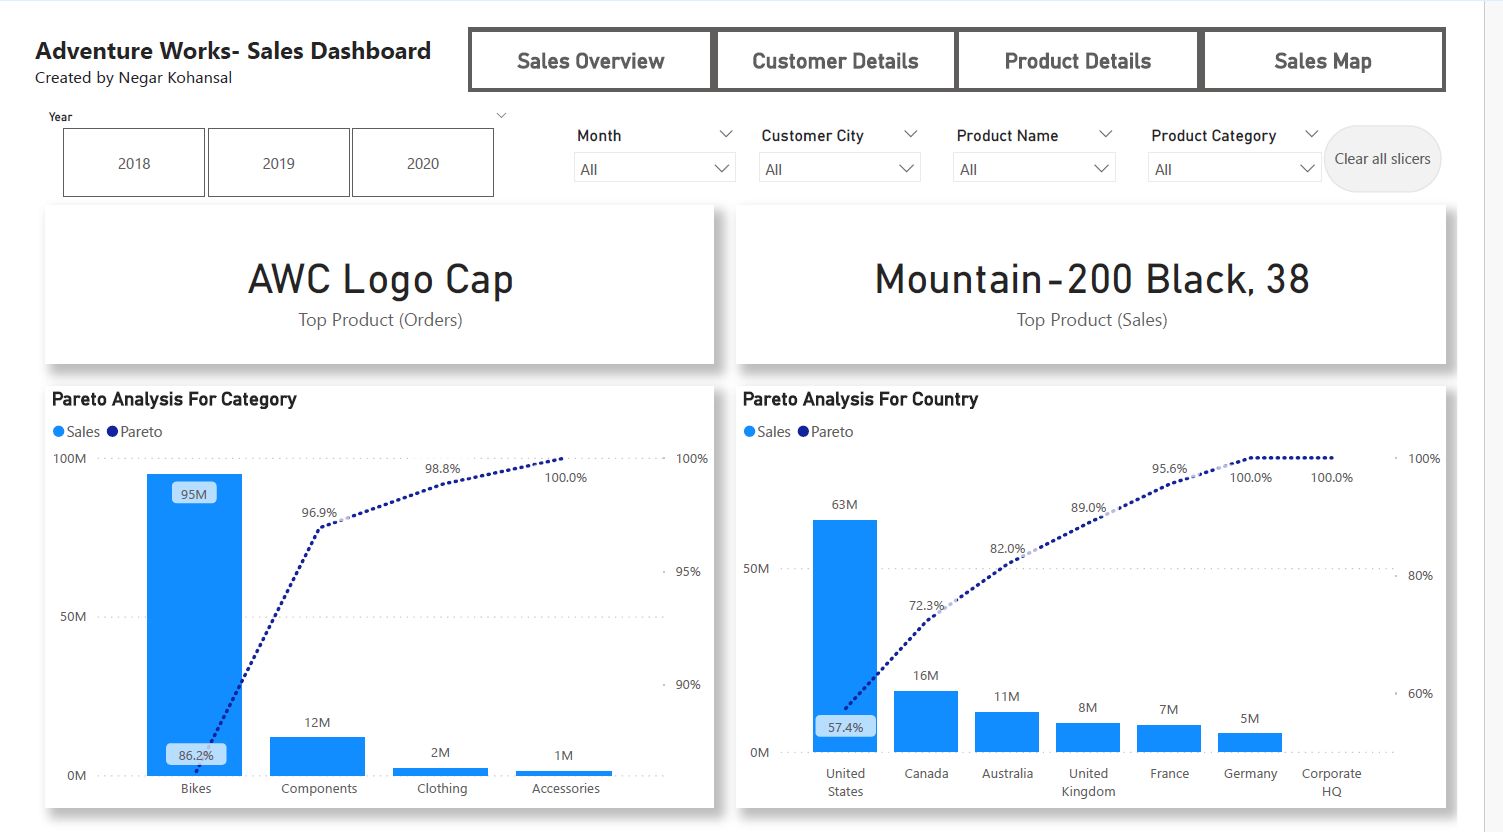 Adventure Works- Sales Dashboard
Created by Negar Kohansal
Sales Overview
Customer Details
Product Details
Sales Map
Year
2018
2019
2020
Month
All
Customer City
All
Product Name
All
Product Category
All
Clear all slicers
AWC Logo Cap
Top Product (Orders)
Mountain-200 Black, 38
Top Product (Sales)
Pareto Analysis For Category
Sales Pareto
100M
50M
0M
95M
12M
2M
1M
86.2%
96.9%
98.8%
100.0%
100%
95%
90%
Bikes
Components
Clothing
Accessories
Pareto Analysis For Country
Sales Pareto
50M
0M
63M
16M
11M
8M
7M
5M
57.4%
72.3%
82.0%
89.0%
95.6%
100.0%
100.0%
100%
80%
60%
United
States
Canada
Australia
United
Kingdom
France
Germany
Corporate
HQ